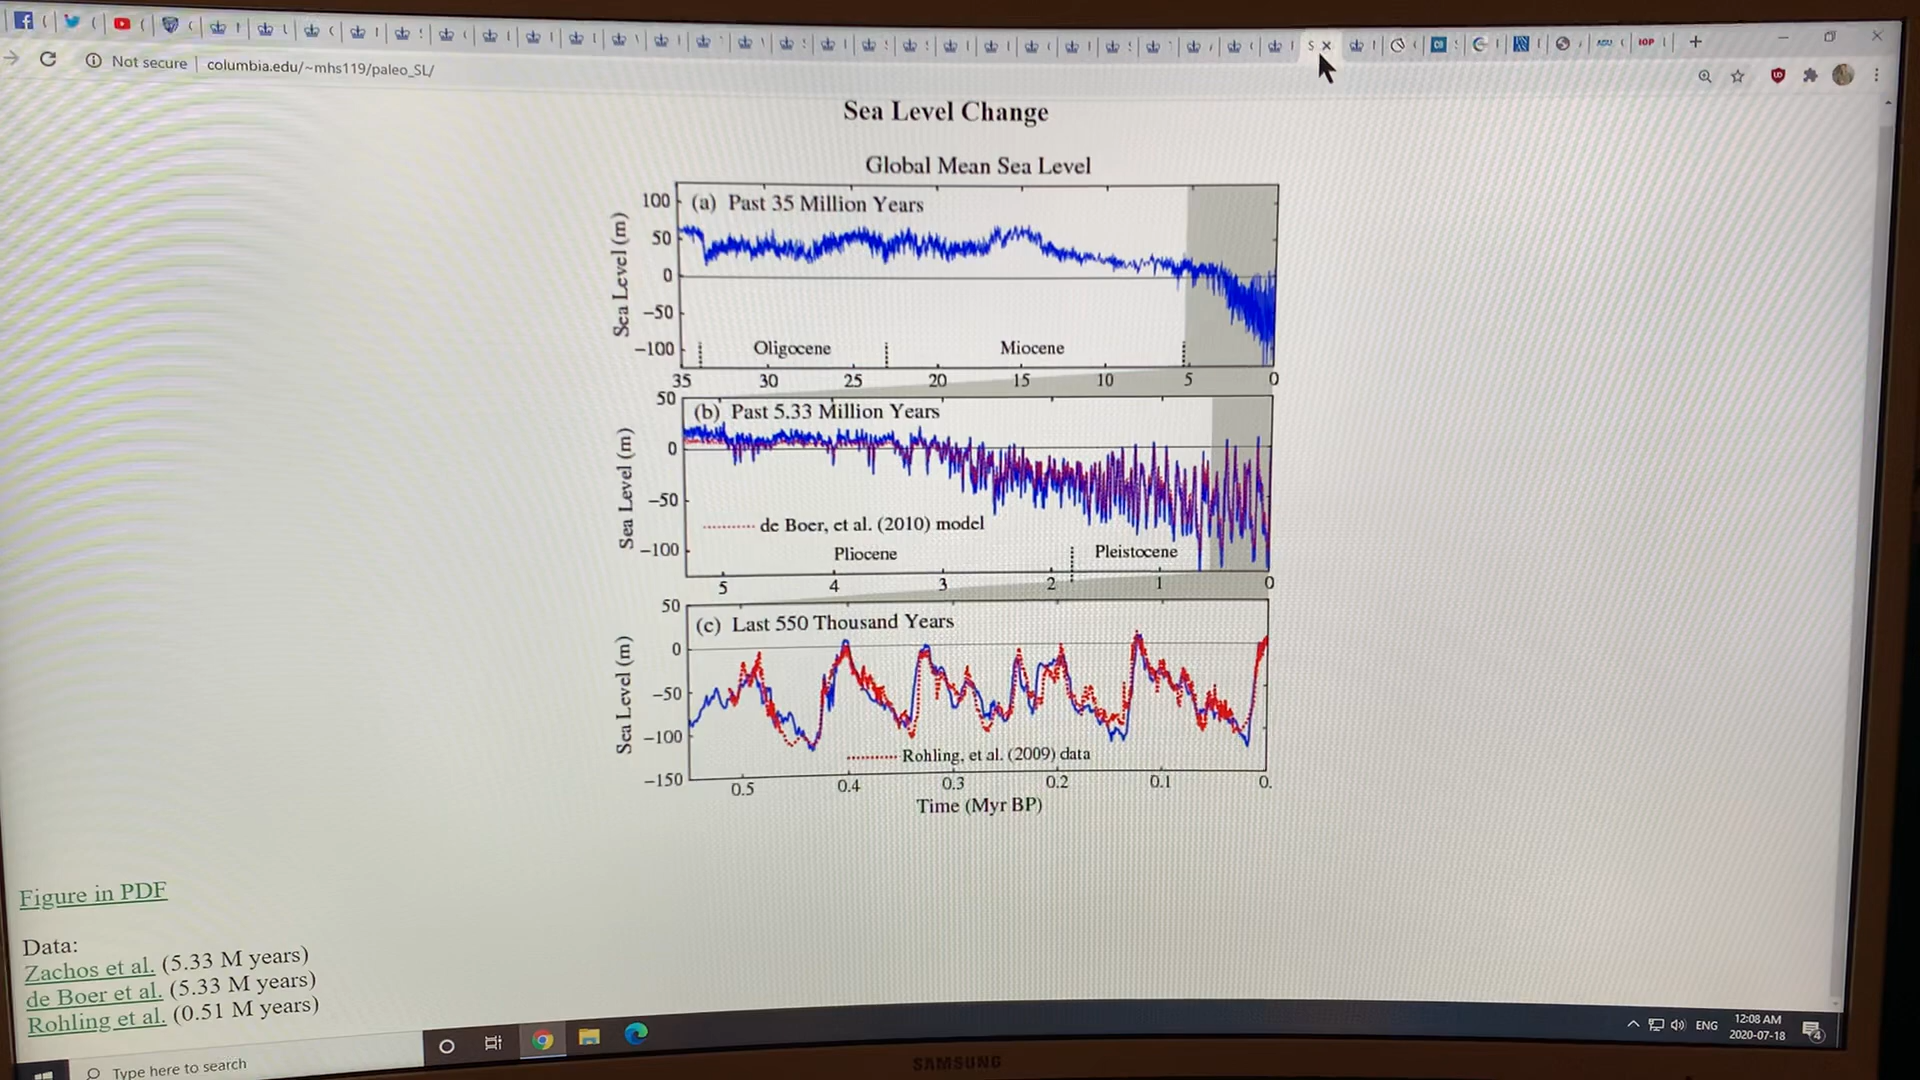 Not secure | columbia.edu/~mhs119/paleo_SL/
Sea Level Change
Global Mean Sea Level
(a) Past 35 Million Years
Sea Level (m)
100
50
0
−50
−100
Oligocene
Miocene
35 30 25 20 15 10 5 0
(b) Past 5.33 Million Years
Sea Level (m)
50
0
−50
−100
de Boer, et al. (2010) model
Pliocene
Pleistocene
5 4 3 2 1 0
(c) Last 550 Thousand Years
Sea Level (m)
50
0
−50
−100
−150
Rohling, et al. (2009) data
0.5 0.4 0.3 0.2 0.1 0.
Time (Myr BP)
Figure in PDF
Data:
Zachos et al. (5.33 M years)
de Boer et al. (5.33 M years)
Rohling et al. (0.51 M years)
Type here to search
ENG
12:08 AM
2020-07-18
4
SAMSUNG